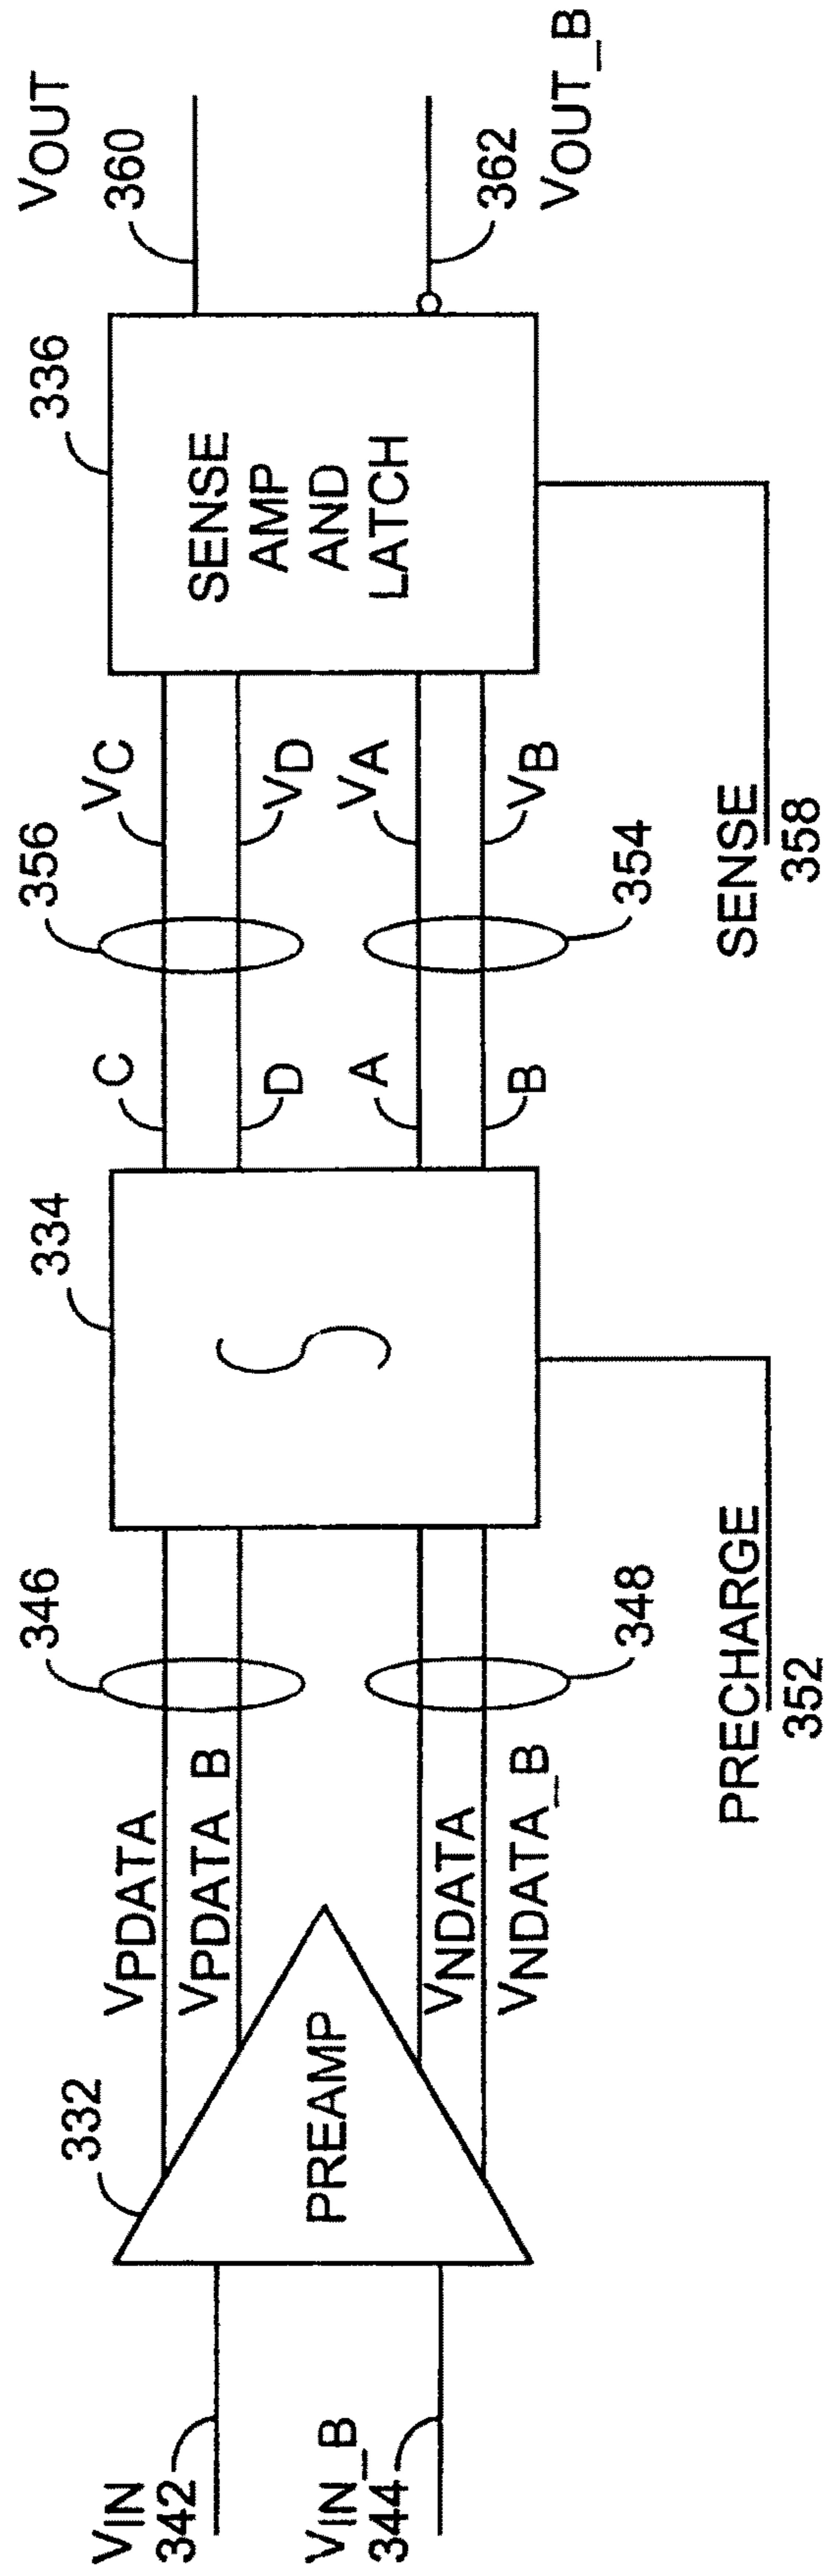 VIN
342
VIN_B
344
332
PREAMP
VPDATA
VPDATA_B
VNDATA
VNDATA_B
346
348
334
∫
PRECHARGE
352
C
D
A
B
356
354
VC
VD
VA
VB
336
SENSE
AMP
AND
LATCH
SENSE
358
VOUT
360
362
VOUT_B